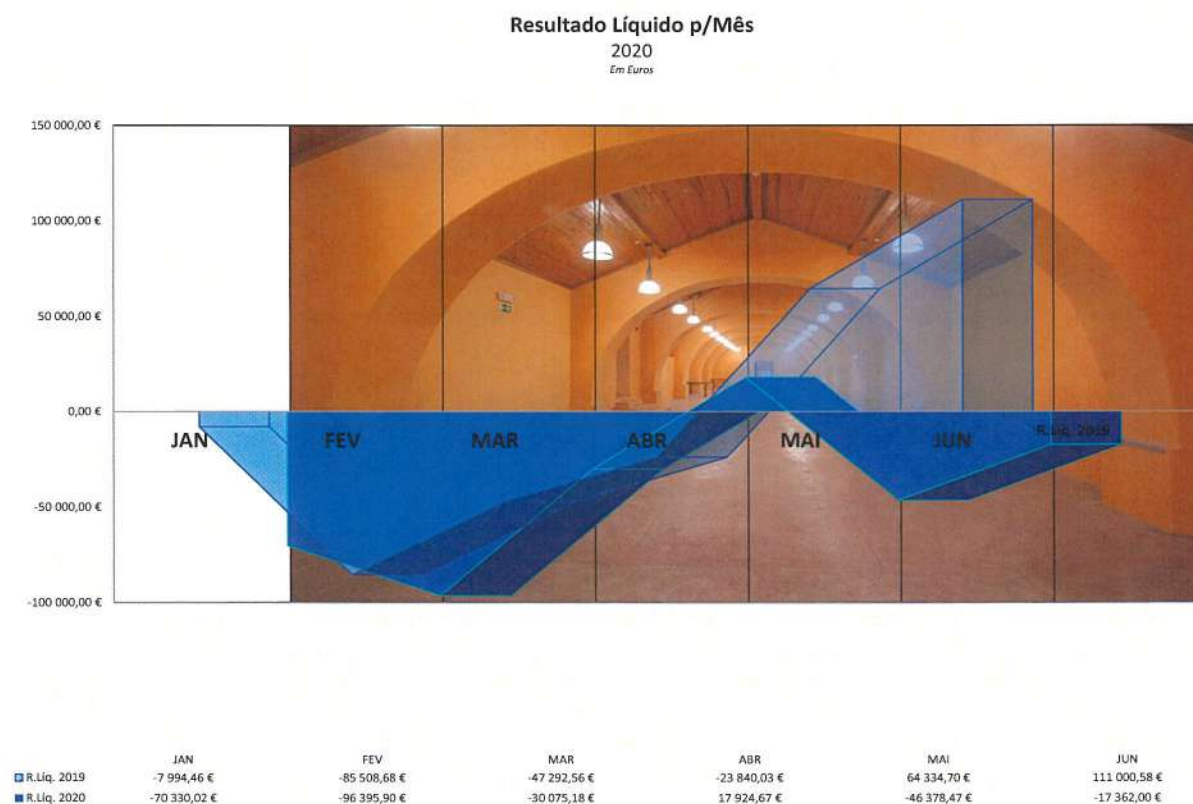 Resultado Líquido p/Mês
2020
Em Euros
150 000,00 €
100 000,00 €
50 000,00 €
0,00 €
-50 000,00 €
-100 000,00 €
JAN FEV MAR ABR MAI JUN R.Liq. 2019
JAN FEV MAR ABR MAI JUN
R.Liq. 2019 -7 994,46 € -85 508,68 € -47 292,56 € -23 840,03 € 64 334,70 € 111 000,58 €
R.Liq. 2020 -70 330,02 € -96 395,90 € -30 075,18 € 17 924,67 € -46 378,47 € -17 362,00 €